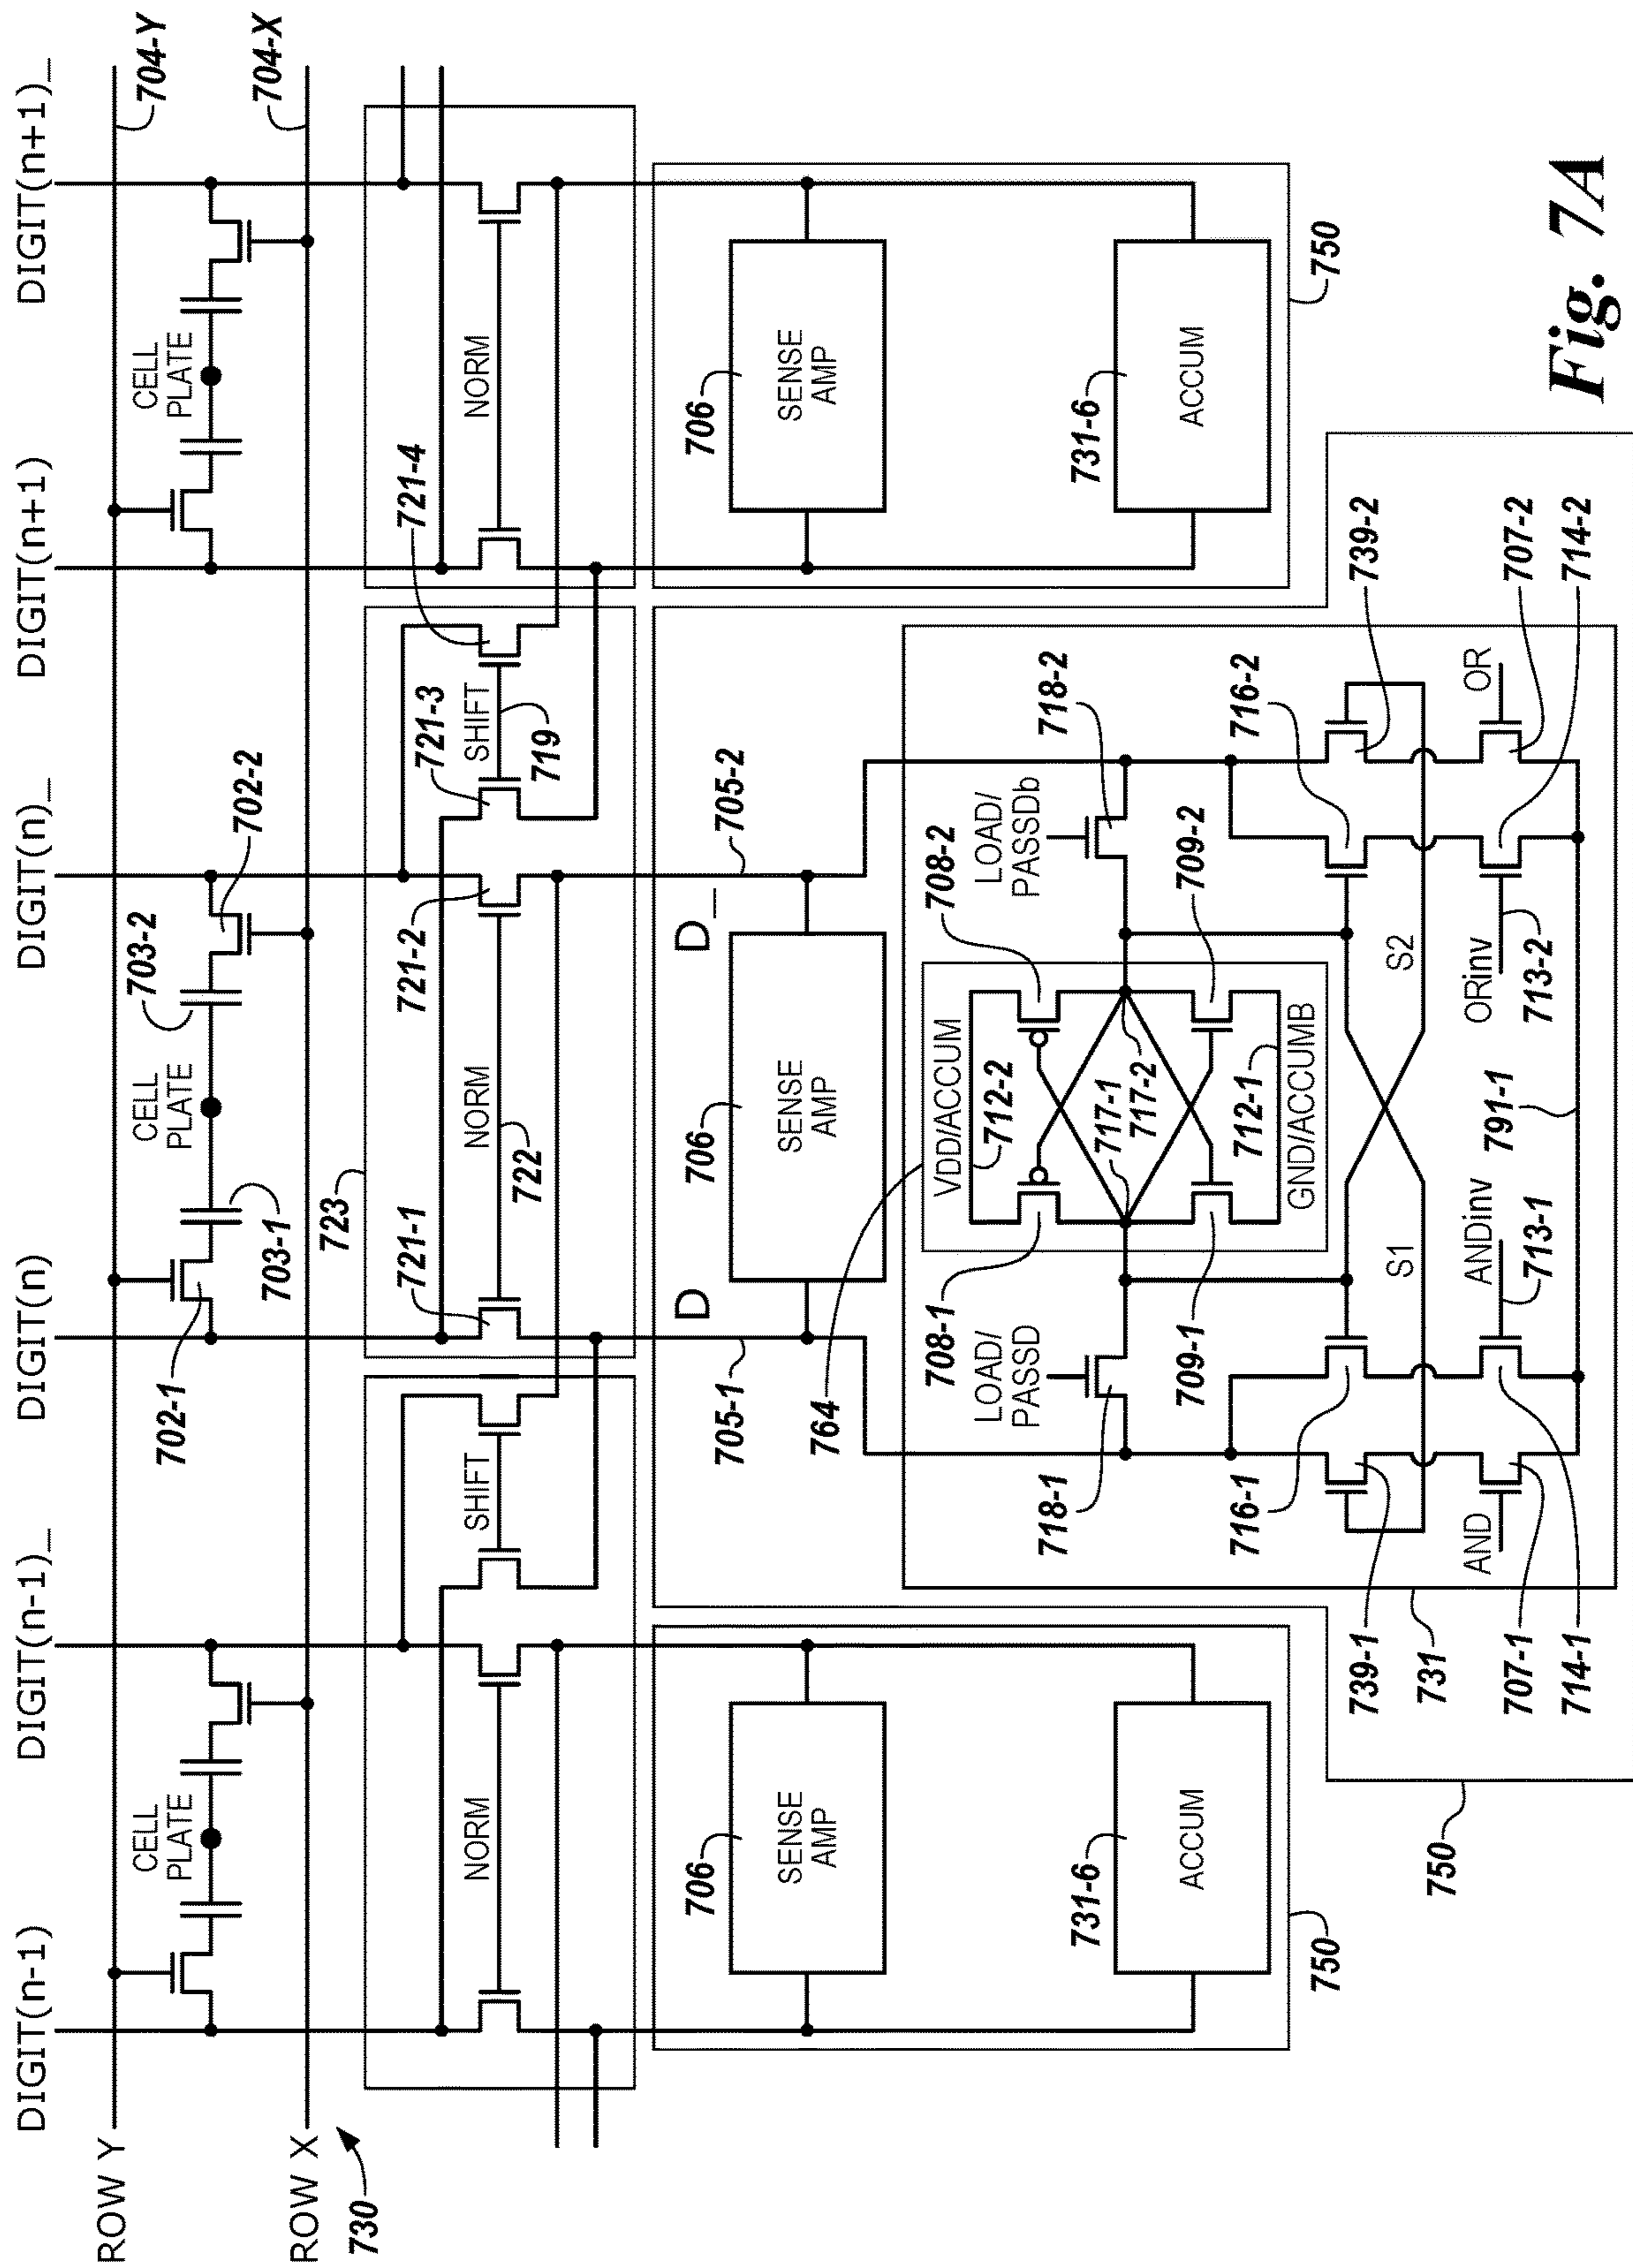 DIGIT(n-1)
DIGIT(n-1)_
DIGIT(n)
DIGIT(n)_
DIGIT(n+1)
DIGIT(n+1)_
ROW Y
704-Y
CELL
PLATE
CELL
PLATE
CELL
PLATE
702-1
703-1
703-2
702-2
ROW X
704-X
730
723
NORM
SHIFT
721-1
NORM
722
721-2
721-3
SHIFT
719
721-4
NORM
705-1
D
D_
705-2
706
SENSE
AMP
706
SENSE
AMP
706
SENSE
AMP
764
731-6
ACCUM
750
731-6
ACCUM
750
718-1
LOAD/
PASSD
708-1
VDD/ACCUM
712-2
708-2
LOAD/
PASSDb
718-2
717-1
717-2
709-1
709-2
712-1
GND/ACCUMB
716-1
716-2
739-1
S1
S2
739-2
731
AND
ANDinv
ORinv
OR
707-1
713-1
791-1
713-2
707-2
714-1
714-2
750
Fig. 7A